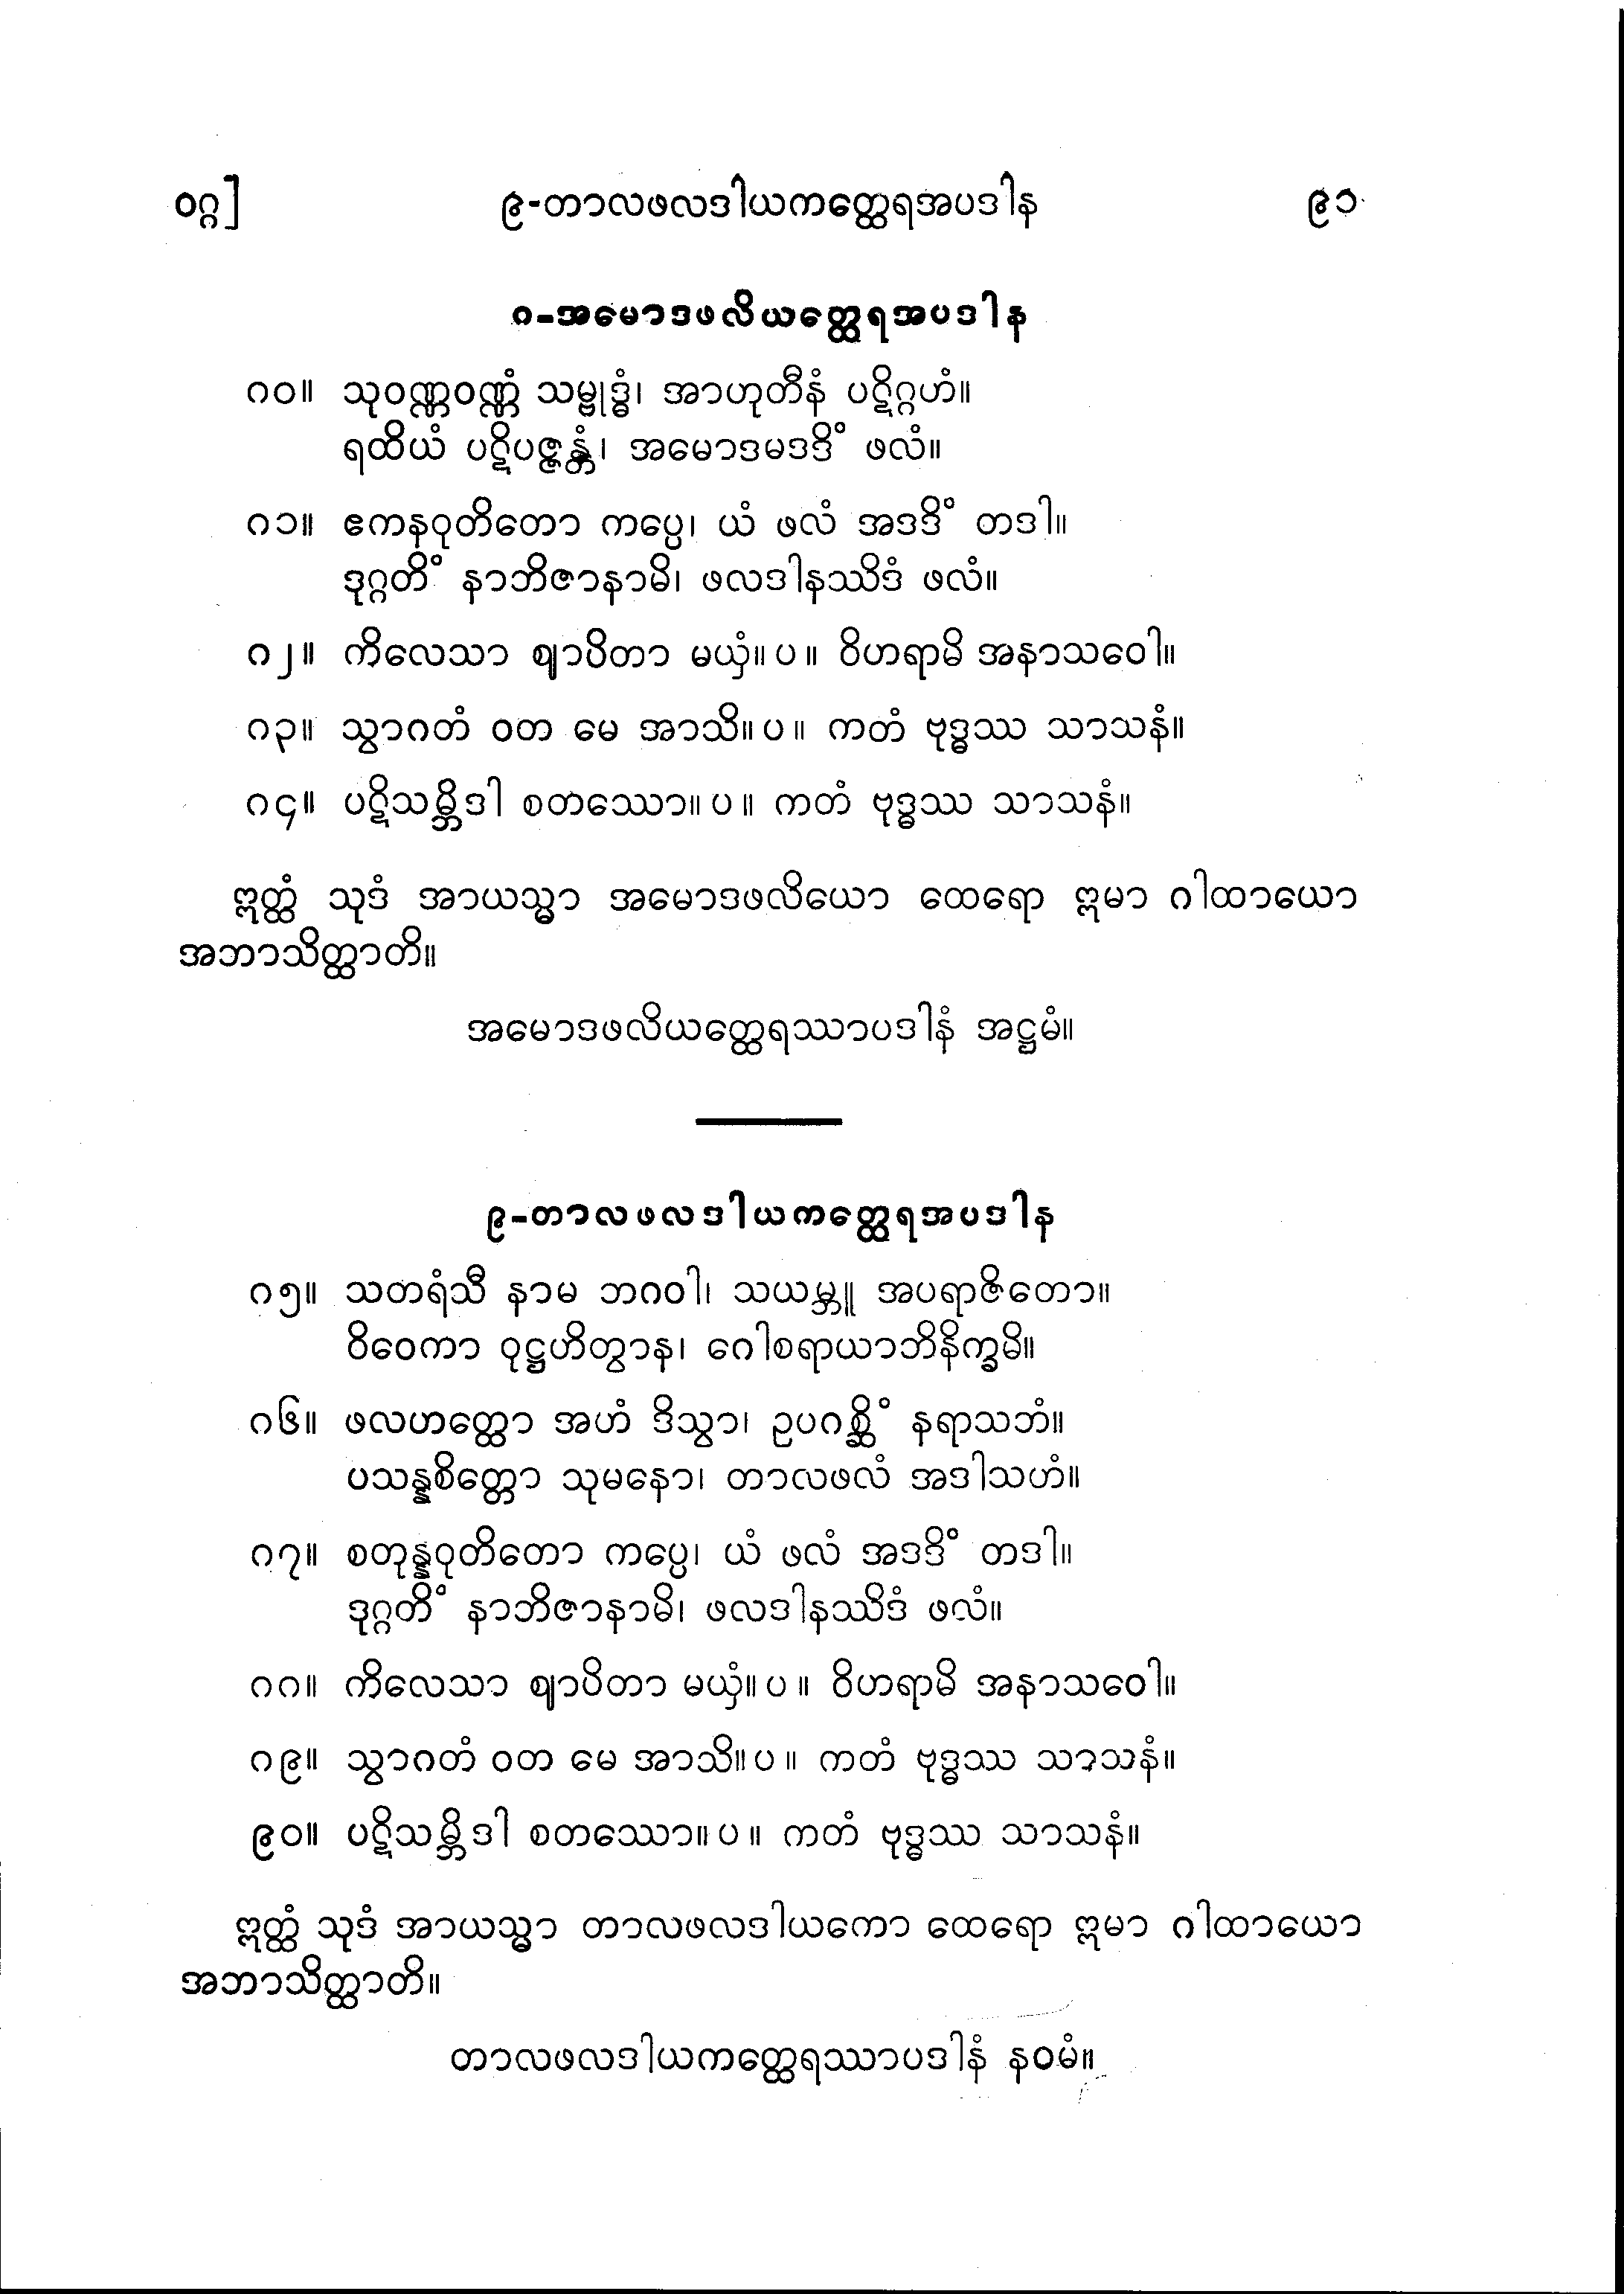 ဝဂ္ဂ] ၉-တာလဖလဒါယကတ္ထေရအပဒါန ၉၁
၈-အမောဒဖလိယတ္ထေရအပဒါန
၈၀။ သုဝဏ္ဏဝဏ္ဏံ သမ္ဗုဒ္ဓံ၊ အာဟုတီနံ ပဋိဂ္ဂဟံ။
ရထိယံ ပဋိပဇ္ဇန္တံ၊ အမောဒမဒဒိံ ဖလံ။
၈၁။ ဧကနဝုတိတော ကပ္ပေ၊ ယံ ဖလံ အဒဒိံ တဒါ။
ဒုဂ္ဂတိံ နာဘိဇာနာမိ၊ ဖလဒါနဿိဒံ ဖလံ။
၈၂။ ကိလေသာ ဈာပိတာ မယှံ။ ပ ။ ဝိဟရာမိ အနာသဝေါ။
၈၃။ သွာဂတံ ဝတ မေ အာသိ။ ပ ။ ကတံ ဗုဒ္ဓဿ သာသနံ။
၈၄။ ပဋိသမ္ဘိဒါ စတဿော။ ပ ။ ကတံ ဗုဒ္ဓဿ သာသနံ။
ဣတ္ထံ သုဒံ အာယသ္မာ အမောဒဖလိယော ထေရော ဣမာ ဂါထာယော
အဘာသိတ္ထာတိ။
အမောဒဖလိယတ္ထေရဿာပဒါနံ အဋ္ဌမံ။
၉-တာလဖလဒါယကတ္ထေရအပဒါန
၈၅။ သတရံသီ နာမ ဘဂဝါ၊ သယမ္ဘူ အပရာဇိတော။
ဝိဝေကာ ဝုဋ္ဌဟိတွာန၊ ဂေါစရာယာဘိနိက္ခမိ။
၈၆။ ဖလဟတ္ထော အဟံ ဒိသွာ၊ ဥပဂစ္ဆိံ နရာသဘံ။
ပသန္နစိတ္တော သုမနော၊ တာလဖလံ အဒါသဟံ။
၈၇။ စတုန္နဝုတိတော ကပ္ပေ၊ ယံ ဖလံ အဒဒိံ တဒါ။
ဒုဂ္ဂတိံ နာဘိဇာနာမိ၊ ဖလဒါနဿိဒံ ဖလံ။
၈၈။ ကိလေသာ ဈာပိတာ မယှံ။ ပ ။ ဝိဟရာမိ အနာသဝေါ။
၈၉။ သွာဂတံ ဝတ မေ အာသိ။ ပ ။ ကတံ ဗုဒ္ဓဿ သာသနံ။
၉၀။ ပဋိသမ္ဘိဒါ စတဿော။ ပ ။ ကတံ ဗုဒ္ဓဿ သာသနံ။
ဣတ္ထံ သုဒံ အာယသ္မာ တာလဖလဒါယကော ထေရော ဣမာ ဂါထာယော
အဘာသိတ္ထာတိ။
တာလဖလဒါယကတ္ထေရဿာပဒါနံ နဝမံ။